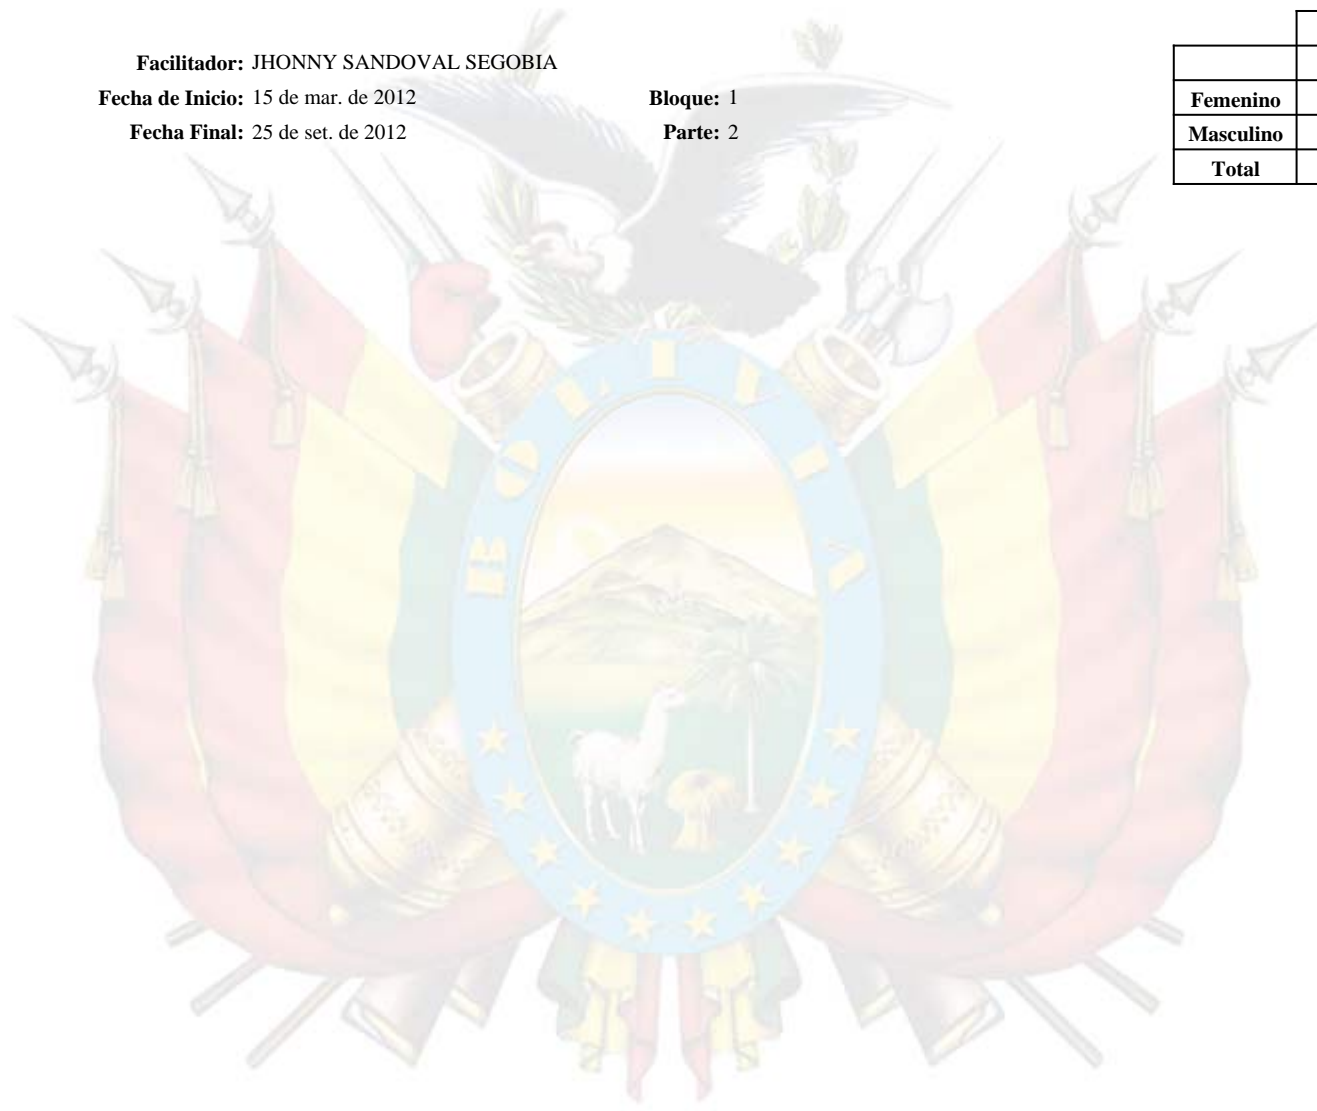 Facilitador: JHONNY SANDOVAL SEGOBIA
Fecha de Inicio: 15 de mar. de 2012 Bloque: 1
Fecha Final: 25 de set. de 2012 Parte: 2
Femenino
Masculino
Total
BOLIVIA